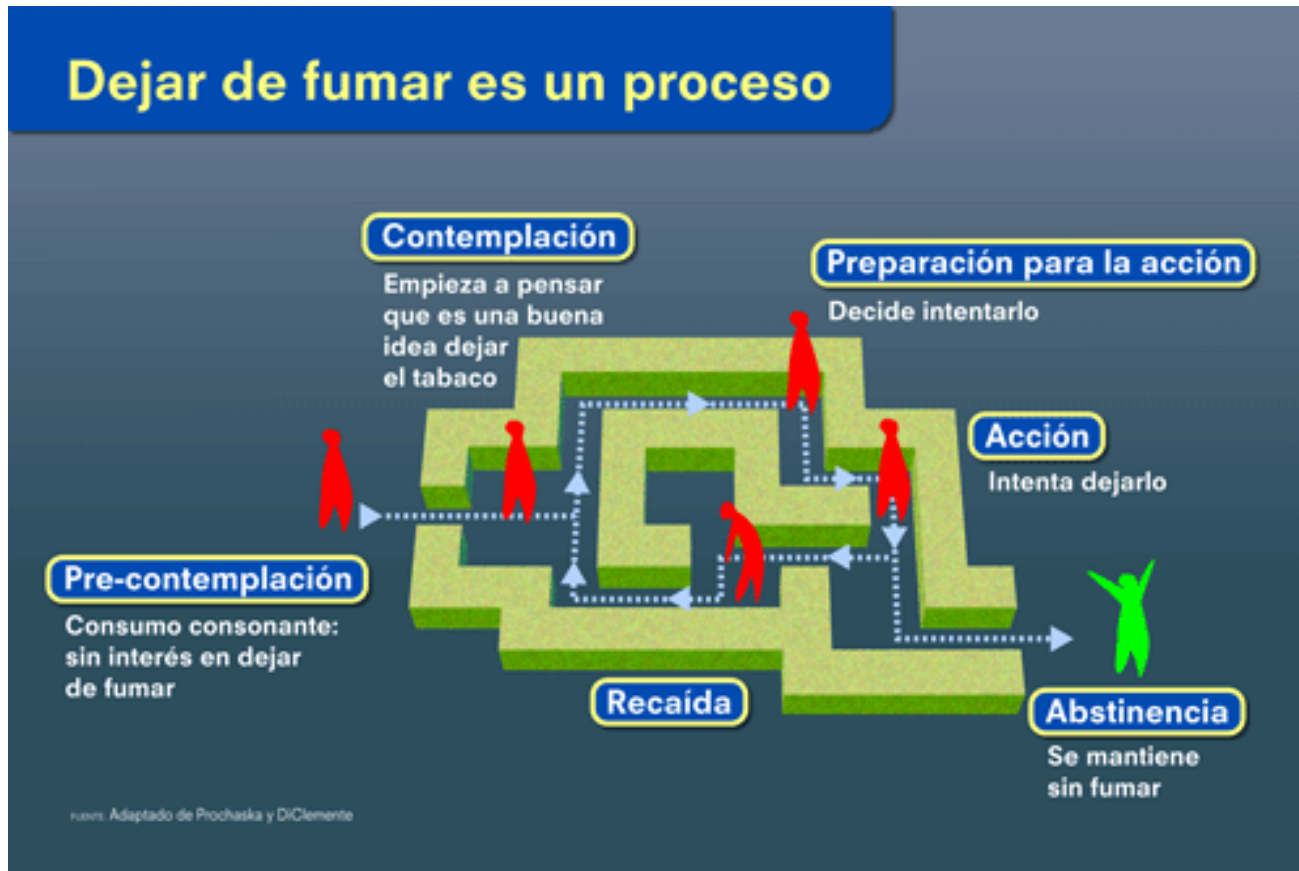 Dejar de fumar es un proceso
Contemplación
Empieza a pensar
que es una buena
idea dejar
el tabaco
Preparación para la acción
Decide intentarlo
Acción
Intenta dejarlo
Pre-contemplación
Consumo consonante:
sin interés en dejar
de fumar
Recaída
Abstinencia
Se mantiene
sin fumar
FUENTE: Adaptado de Prochaska y DiClemente